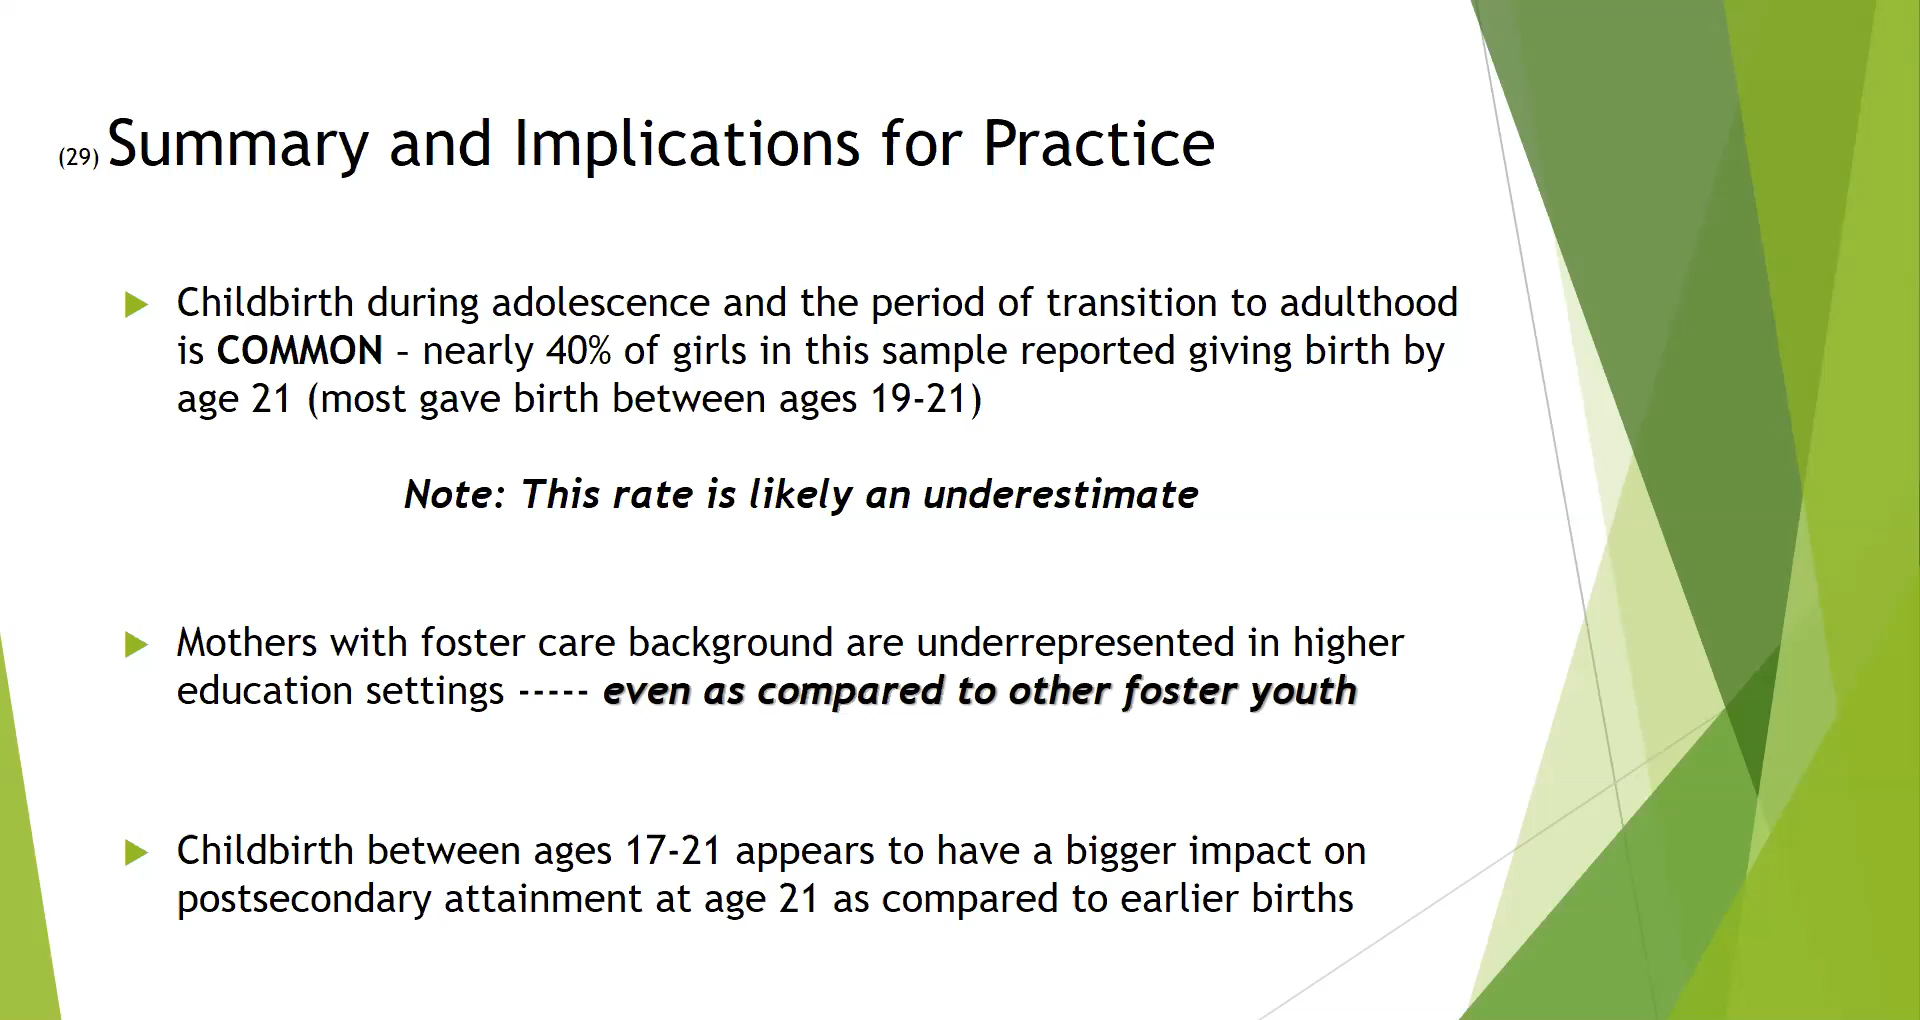 (29) Summary and Implications for Practice
Childbirth during adolescence and the period of transition to adulthood
is COMMON – nearly 40% of girls in this sample reported giving birth by
age 21 (most gave birth between ages 19-21)
Note: This rate is likely an underestimate
Mothers with foster care background are underrepresented in higher
education settings ----- even as compared to other foster youth
Childbirth between ages 17-21 appears to have a bigger impact on
postsecondary attainment at age 21 as compared to earlier births